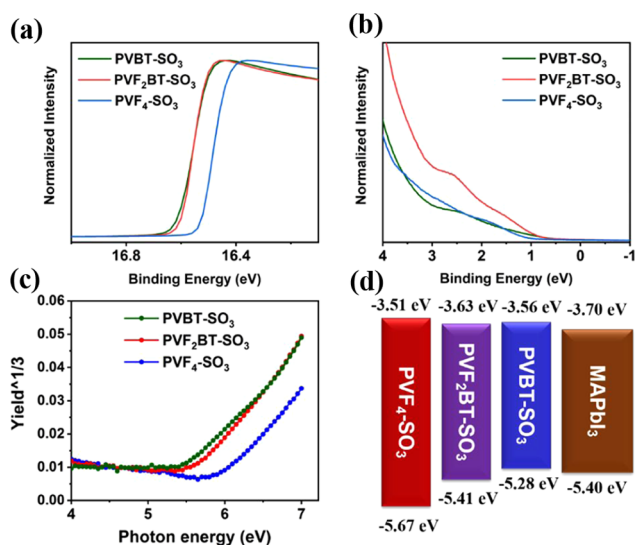 (a)
PVBT-SO3
PVF2BT-SO3
PVF4-SO3
Normalized Intensity
16.8
16.4
Binding Energy (eV)
(b)
PVBT-SO3
PVF2BT-SO3
PVF4-SO3
Normalized Intensity
4
3
2
1
0
-1
Binding Energy (eV)
(c)
PVBT-SO3
PVF2BT-SO3
PVF4-SO3
Yield^1/3
0.06
0.05
0.04
0.03
0.02
0.01
0.00
4
5
6
7
Photon energy (eV)
(d)
-3.51 eV
-3.63 eV
-3.56 eV
-3.70 eV
PVF4-SO3
PVF2BT-SO3
PVBT-SO3
MAPbI3
-5.67 eV
-5.41 eV
-5.28 eV
-5.40 eV